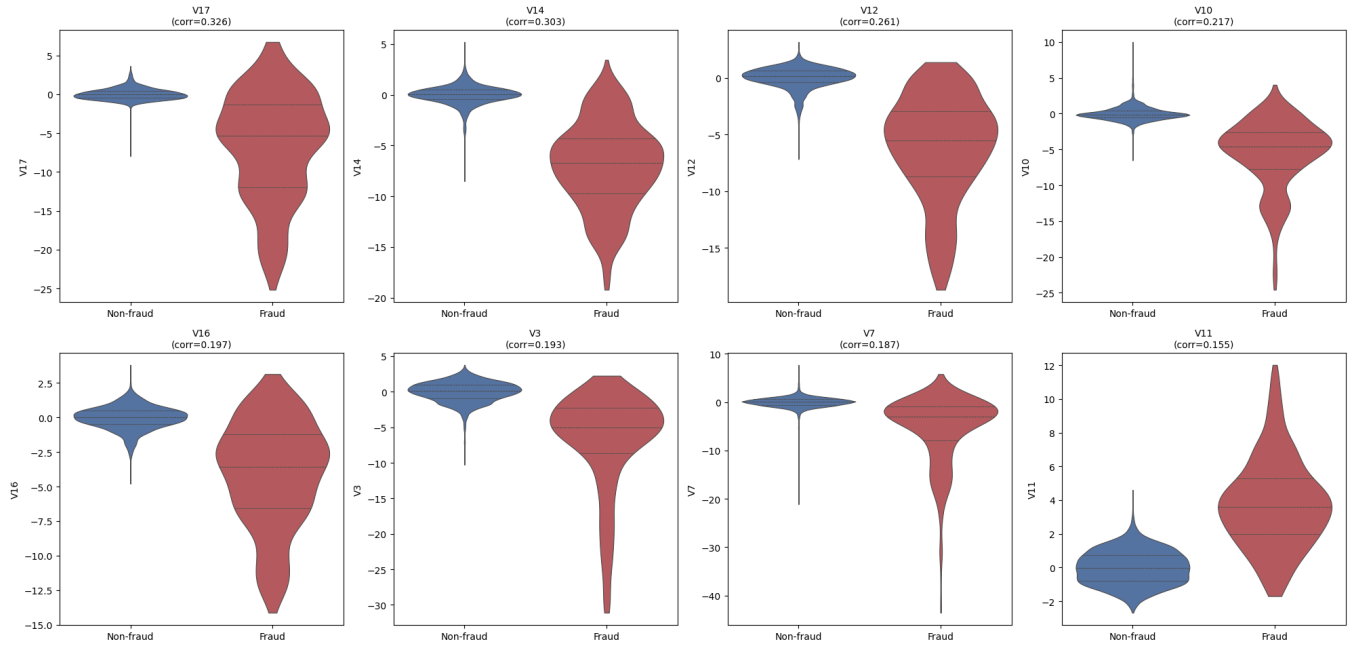 V17
(corr=0.326)
5
0
−5
−10
−15
−20
−25
V17
Non-fraud
Fraud
V14
(corr=0.303)
5
0
−5
−10
−15
−20
V14
Non-fraud
Fraud
V12
(corr=0.261)
0
−5
−10
−15
V12
Non-fraud
Fraud
V10
(corr=0.217)
10
5
0
−5
−10
−15
−20
−25
V10
Non-fraud
Fraud
V16
(corr=0.197)
2.5
0.0
−2.5
−5.0
−7.5
−10.0
−12.5
−15.0
V16
Non-fraud
Fraud
V3
(corr=0.193)
5
0
−5
−10
−15
−20
−25
−30
V3
Non-fraud
Fraud
V7
(corr=0.187)
10
0
−10
−20
−30
−40
V7
Non-fraud
Fraud
V11
(corr=0.155)
12
10
8
6
4
2
0
−2
V11
Non-fraud
Fraud